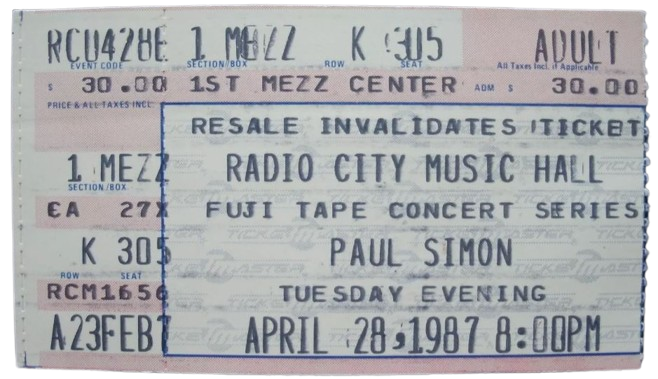 RCU428E 1 MEZZ K 305 ADULT
EVENT CODE SECTION/BOX ROW SEAT All Taxes Incl. if Applicable
$ 30.00 1ST MEZZ CENTER ADM $ 30.00
PRICE & ALL TAXES INCL.
RESALE INVALIDATES TICKET
1 MEZZ RADIO CITY MUSIC HALL
SECTION/BOX
CA 27X FUJI TAPE CONCERT SERIES
K 305 PAUL SIMON
ROW SEAT
RCM1656 TUESDAY EVENING
A23FEB7 APRIL 28,1987 8:00PM
TICKETMASTER